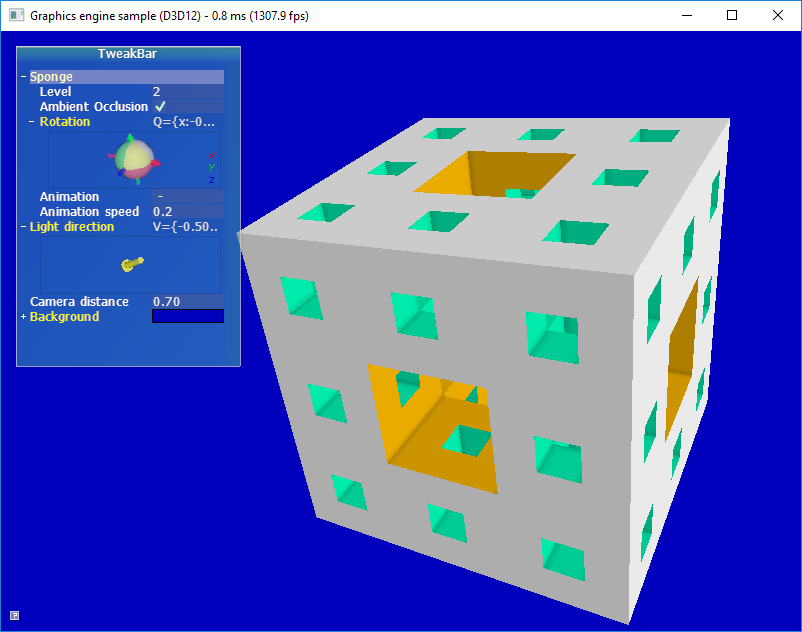 Graphics engine sample (D3D12) - 0.8 ms (1307.9 fps)
TweakBar
− Sponge
Level 2
Ambient Occlusion ✓
− Rotation Q={x:-0...
x
y
z
Animation -
Animation speed 0.2
− Light direction V={-0.50..
Camera distance 0.70
+ Background
?